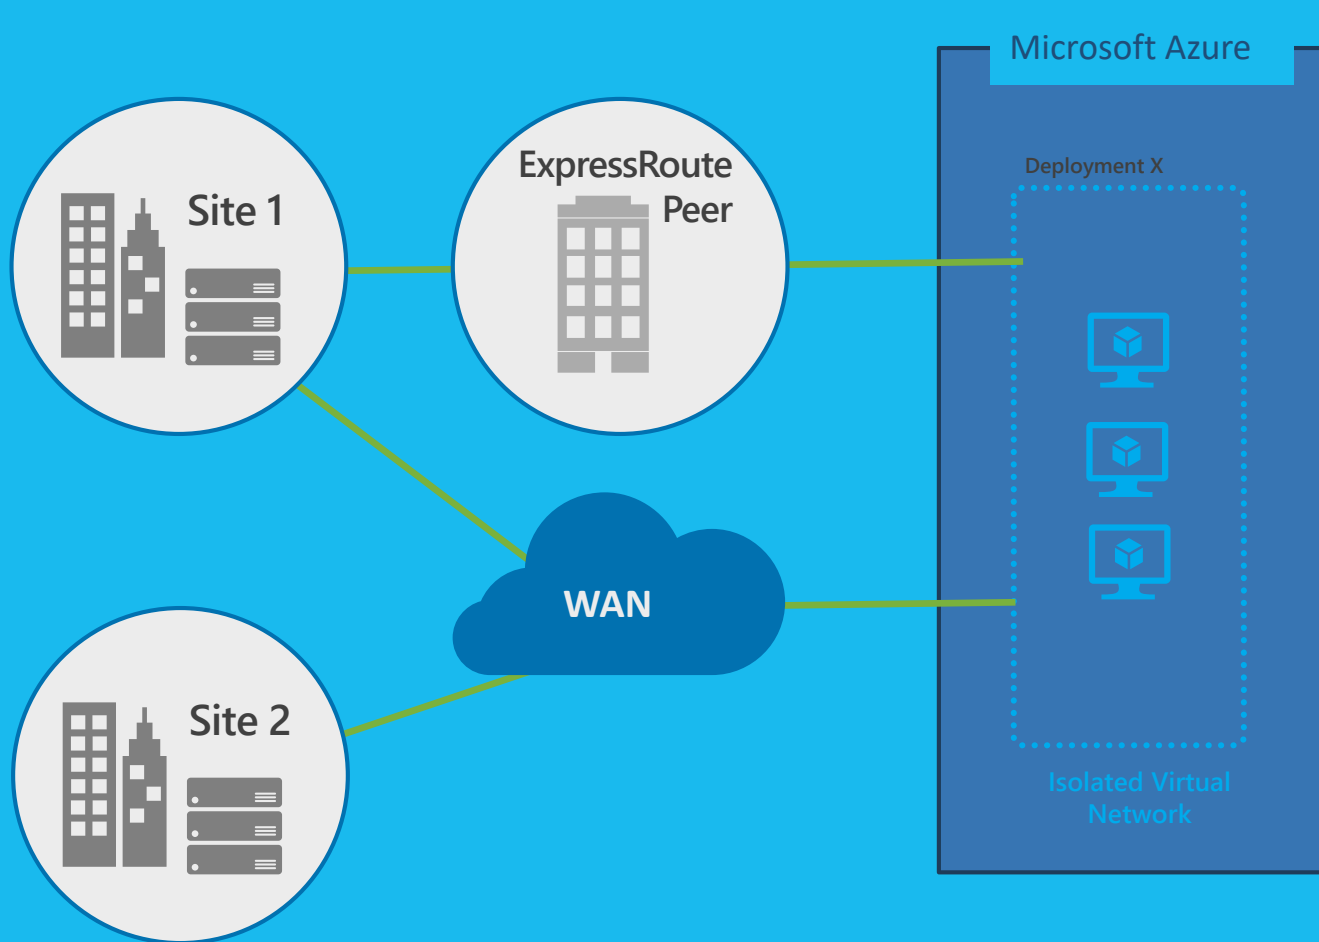 Microsoft Azure
Site 1
ExpressRoute
Peer
Deployment X
WAN
Site 2
Isolated Virtual
Network